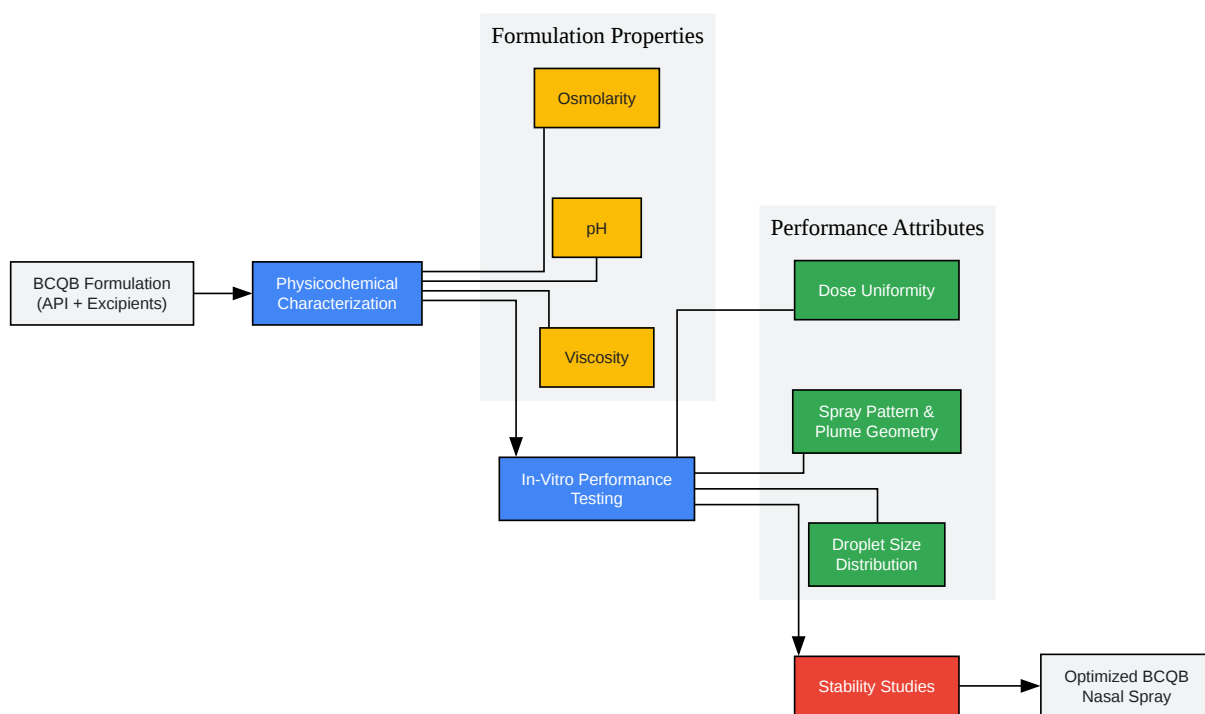 Formulation Properties
Osmolarity
pH
Viscosity
BCQB Formulation
(API + Excipients)
Physicochemical
Characterization
Performance Attributes
Dose Uniformity
Spray Pattern &
Plume Geometry
Droplet Size
Distribution
In-Vitro Performance
Testing
Stability Studies
Optimized BCQB
Nasal Spray